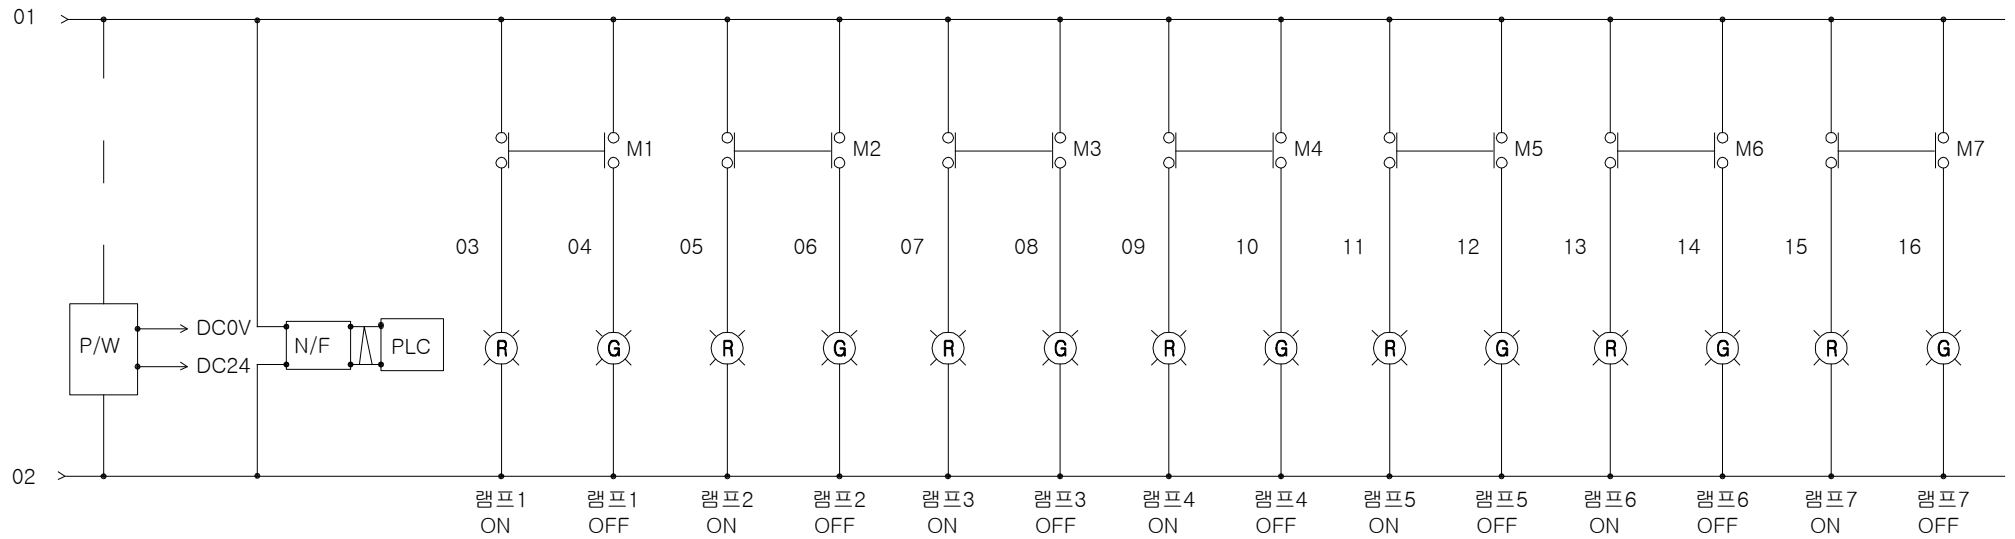 01
M1 M2 M3 M4 M5 M6 M7
03 04 05 06 07 08 09 10 11 12 13 14 15 16
DC0V
P/W N/F PLC R G R G R G R G R G R G R G
DC24
02
램프1 램프1 램프2 램프2 램프3 램프3 램프4 램프4 램프5 램프5 램프6 램프6 램프7 램프7
ON OFF ON OFF ON OFF ON OFF ON OFF ON OFF ON OFF